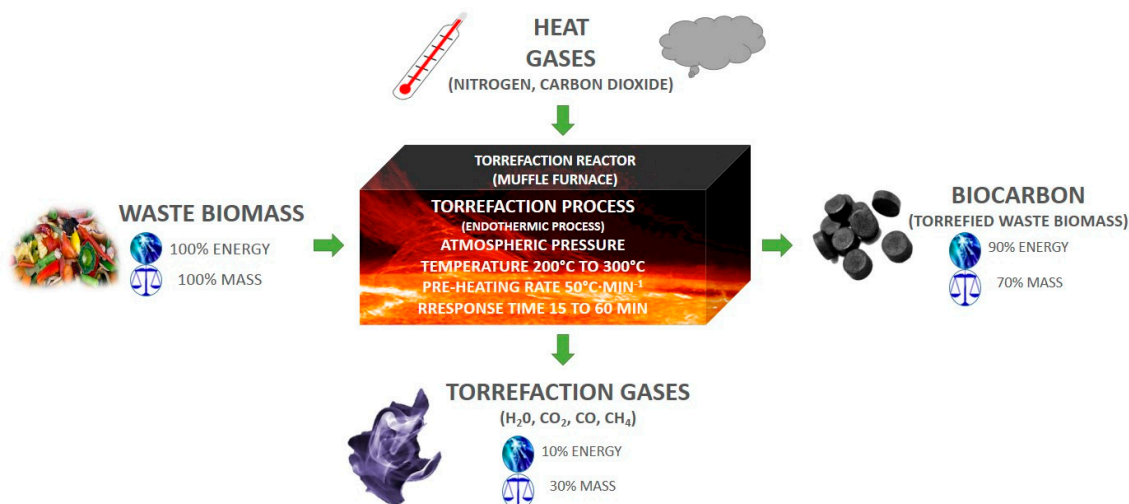 HEAT
GASES
(NITROGEN, CARBON DIOXIDE)
TORREFACTION REACTOR
(MUFFLE FURNACE)
TORREFACTION PROCESS
(ENDOTHERMIC PROCESS)
ATMOSPHERIC PRESSURE
TEMPERATURE 200°C TO 300°C
PRE-HEATING RATE 50°C·MIN⁻¹
RRESPONSE TIME 15 TO 60 MIN
WASTE BIOMASS
100% ENERGY
100% MASS
BIOCARBON
(TORREFIED WASTE BIOMASS)
90% ENERGY
70% MASS
TORREFACTION GASES
(H₂0, CO₂, CO, CH₄)
10% ENERGY
30% MASS